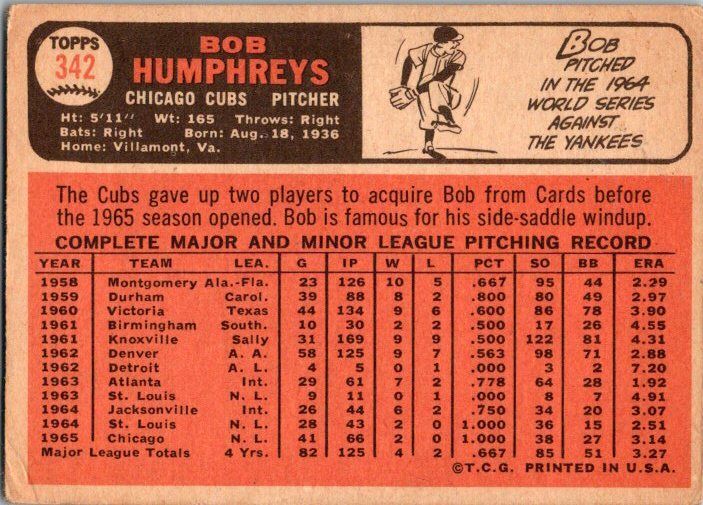 TOPPS
342
BOB
HUMPHREYS
CHICAGO CUBS PITCHER
Ht: 5'11" Wt: 165 Throws: Right
Bats: Right Born: Aug. 18, 1936
Home: Villamont, Va.
BOB
PITCHED
IN THE 1964
WORLD SERIES
AGAINST
THE YANKEES
The Cubs gave up two players to acquire Bob from Cards before
the 1965 season opened. Bob is famous for his side-saddle windup.
COMPLETE MAJOR AND MINOR LEAGUE PITCHING RECORD
YEAR TEAM LEA. G IP W L PCT SO BB ERA
1958 Montgomery Ala.-Fla. 23 126 10 5 .667 95 44 2.29
1959 Durham Carol. 39 88 8 2 .800 80 49 2.97
1960 Victoria Texas 44 134 9 6 .600 86 78 3.90
1961 Birmingham South. 10 30 2 2 .500 17 26 4.55
1961 Knoxville Sally 31 169 9 9 .500 122 81 4.31
1962 Denver A. A. 58 125 9 7 .563 98 71 2.88
1962 Detroit A. L. 4 5 0 1 .000 3 2 7.20
1963 Atlanta Int. 29 61 7 2 .778 64 28 1.92
1963 St. Louis N. L. 9 11 0 1 .000 8 7 4.91
1964 Jacksonville Int. 26 44 6 2 .750 34 20 3.07
1964 St. Louis N. L. 28 43 2 0 1.000 36 15 2.51
1965 Chicago N. L. 41 66 2 0 1.000 38 27 3.14
Major League Totals 4 Yrs. 82 125 4 2 .667 85 51 3.27
©T.C.G. PRINTED IN U.S.A.